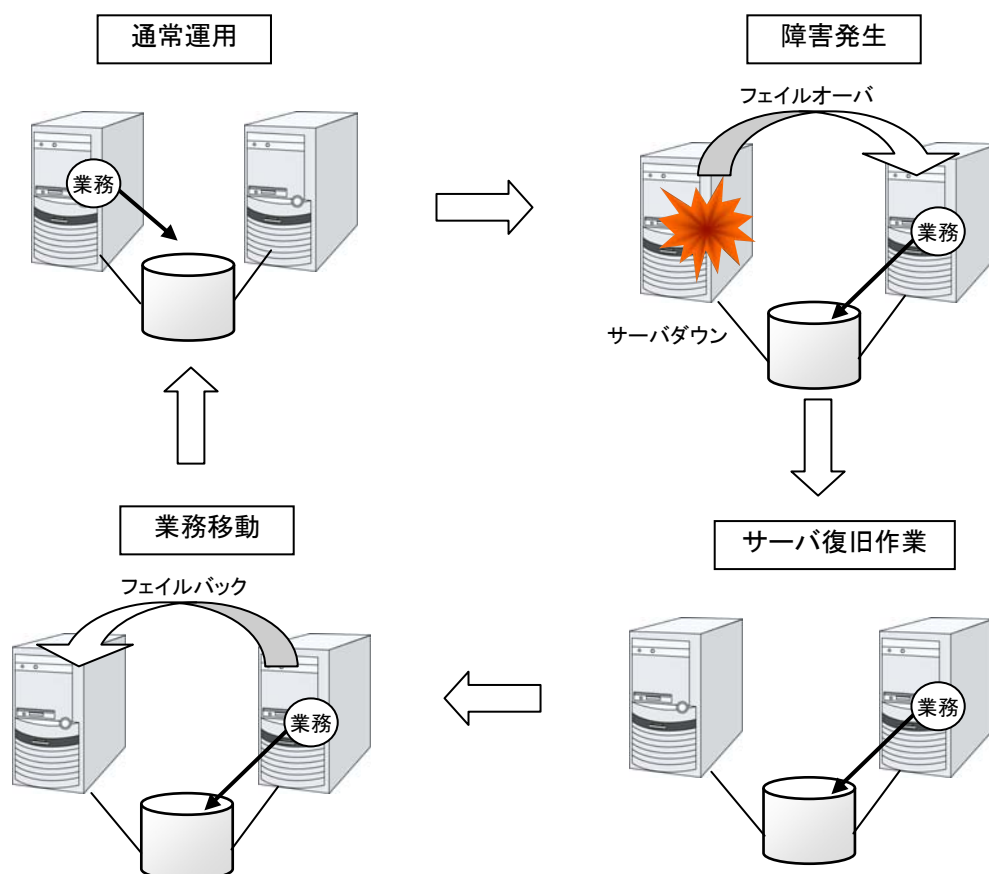 通常運用
業務
障害発生
フェイルオーバ
業務
サーバダウン
サーバ復旧作業
業務
業務移動
フェイルバック
業務